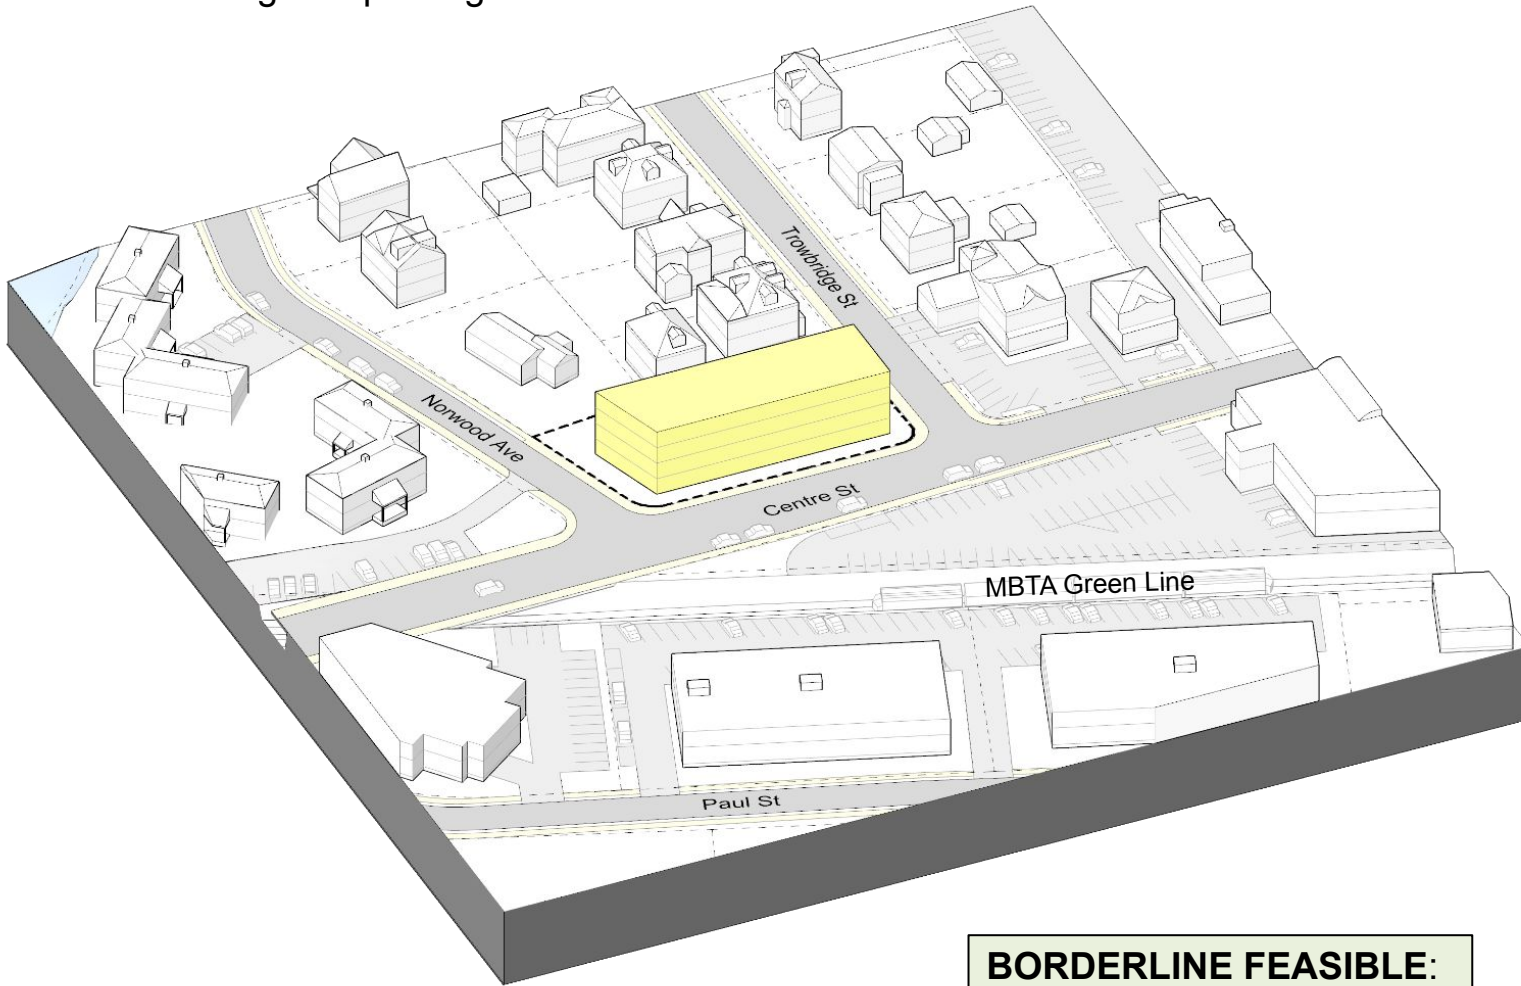 Trowbridge St
Norwood Ave
Centre St
MBTA Green Line
Paul St
BORDERLINE FEASIBLE: